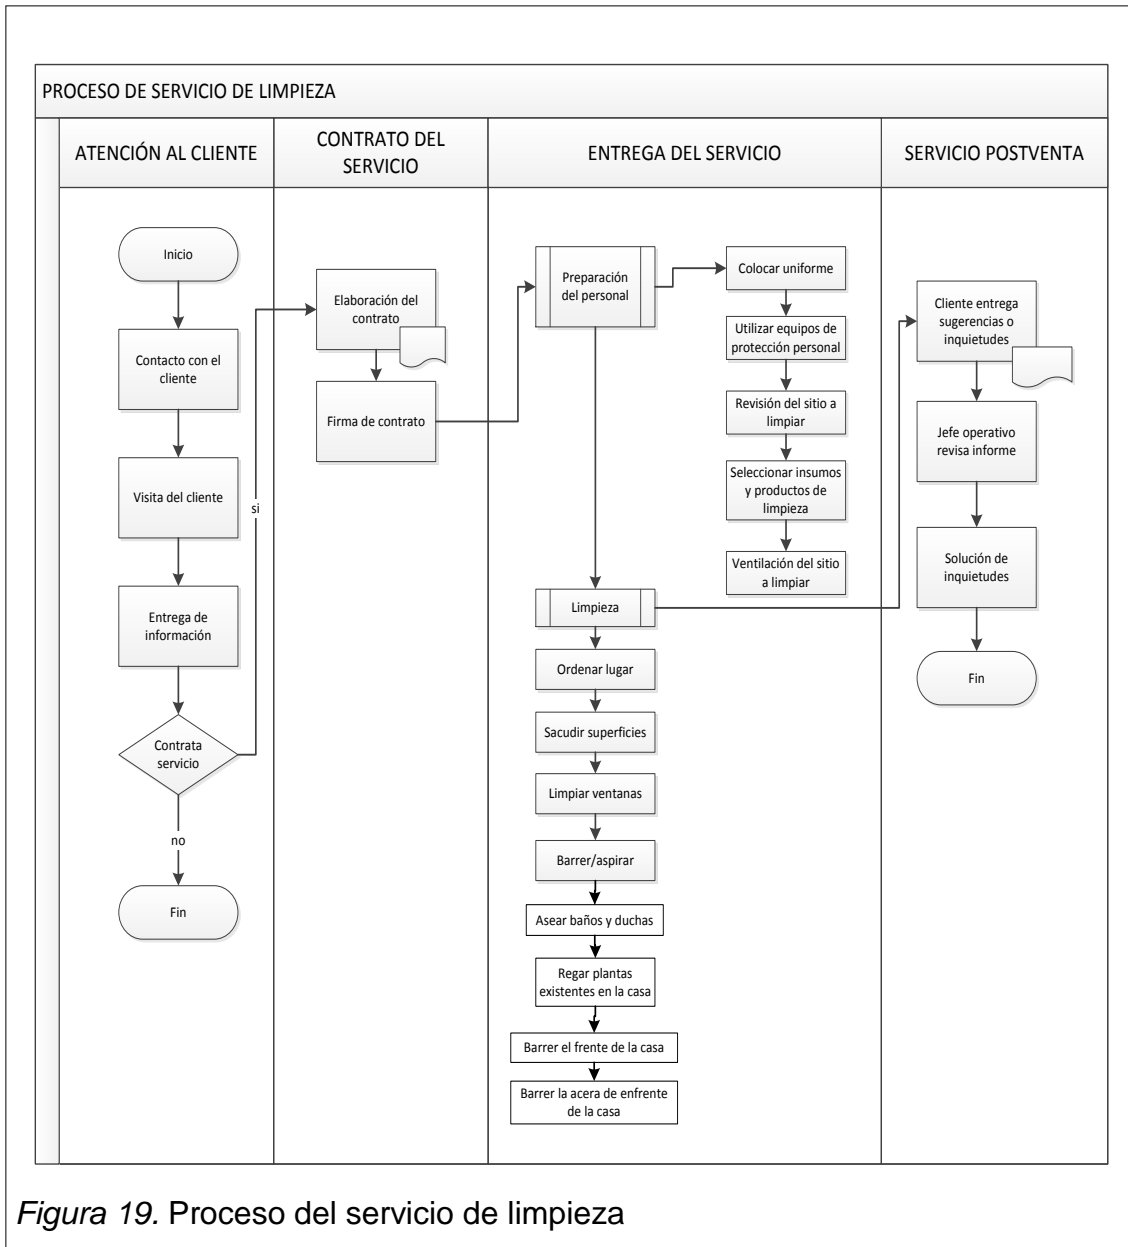 PROCESO DE SERVICIO DE LIMPIEZA
ATENCIÓN AL CLIENTE
CONTRATO DEL
SERVICIO
ENTREGA DEL SERVICIO
SERVICIO POSTVENTA
Inicio
Contacto con el
cliente
Visita del cliente
Entrega de
información
Contrata
servicio
si
no
Fin
Elaboración del
contrato
Firma de contrato
Preparación
del personal
Colocar uniforme
Utilizar equipos de
protección personal
Revisión del sitio a
limpiar
Seleccionar insumos
y productos de
limpieza
Ventilación del sitio
a limpiar
Limpieza
Ordenar lugar
Sacudir superficies
Limpiar ventanas
Barrer/aspirar
Asear baños y duchas
Regar plantas
existentes en la casa
Barrer el frente de la casa
Barrer la acera de enfrente
de la casa
Cliente entrega
sugerencias o
inquietudes
Jefe operativo
revisa informe
Solución de
inquietudes
Fin
Figura 19. Proceso del servicio de limpieza